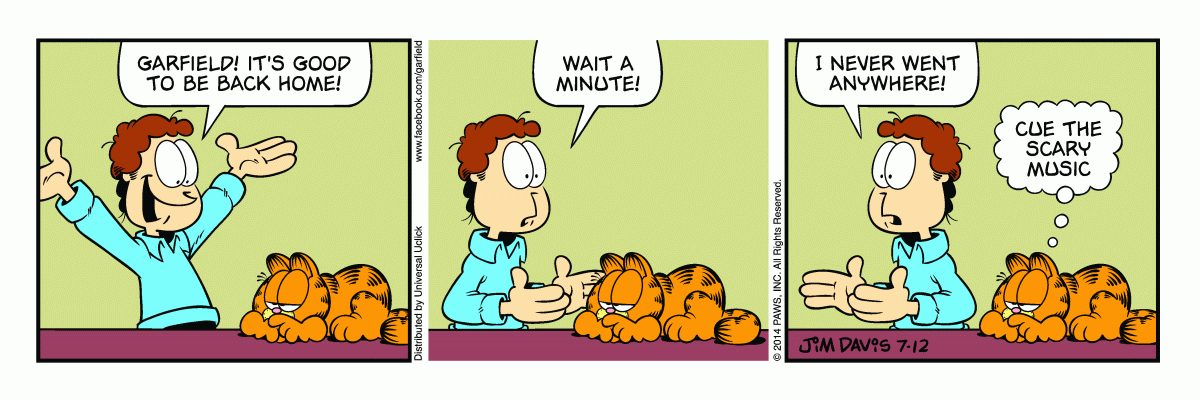 GARFIELD! IT'S GOOD
TO BE BACK HOME!
www.facebook.com/garfield
Distributed by Universal Uclick
WAIT A
MINUTE!
© 2014 PAWS, INC. All Rights Reserved.
I NEVER WENT
ANYWHERE!
CUE THE
SCARY
MUSIC
JIM DAVIS 7-12